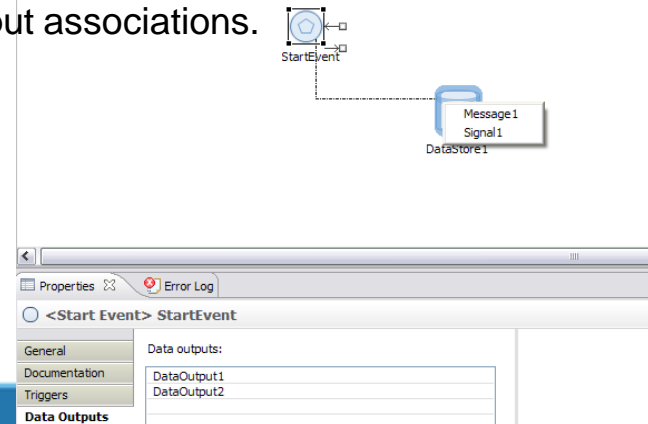 out associations.
StartEvent
Message1
Signal1
DataStore1
Properties
Error Log
<Start Event> StartEvent
General
Data outputs:
Documentation
DataOutput1
Triggers
DataOutput2
Data Outputs